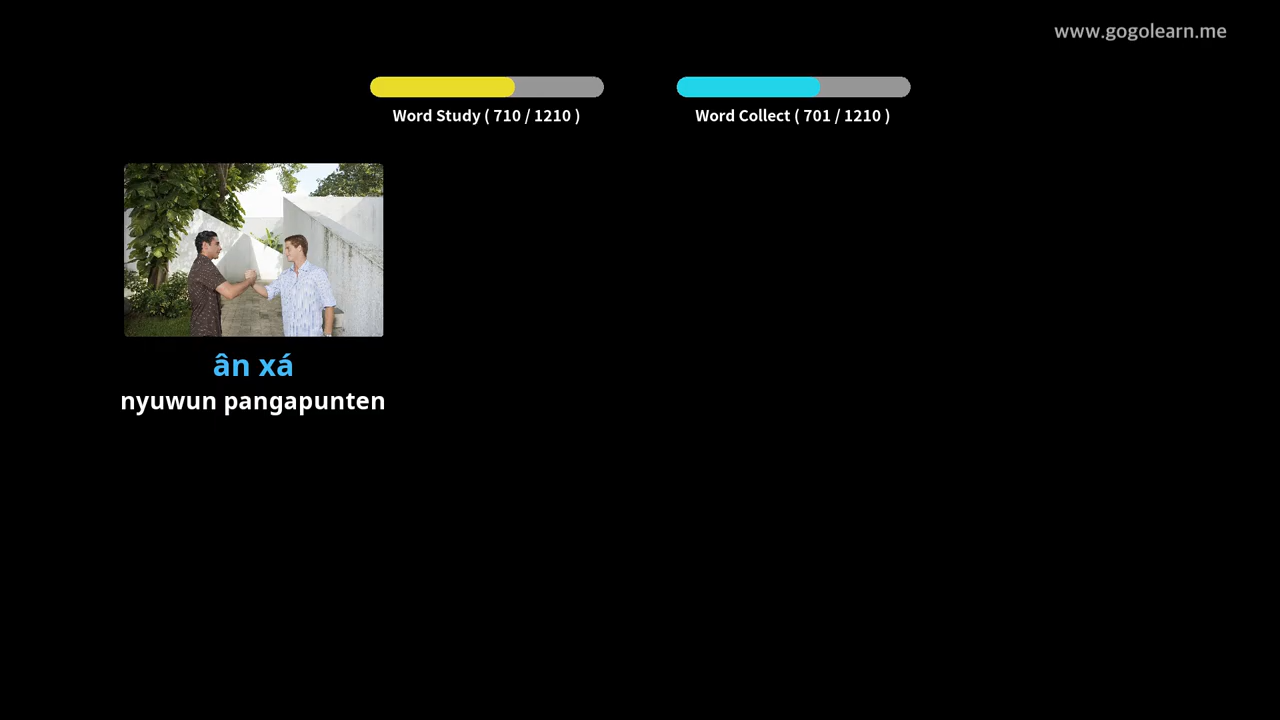 www.gogolearn.me
Word Study ( 710 / 1210 )
Word Collect ( 701 / 1210 )
ân xá
nyuwun pangapunten